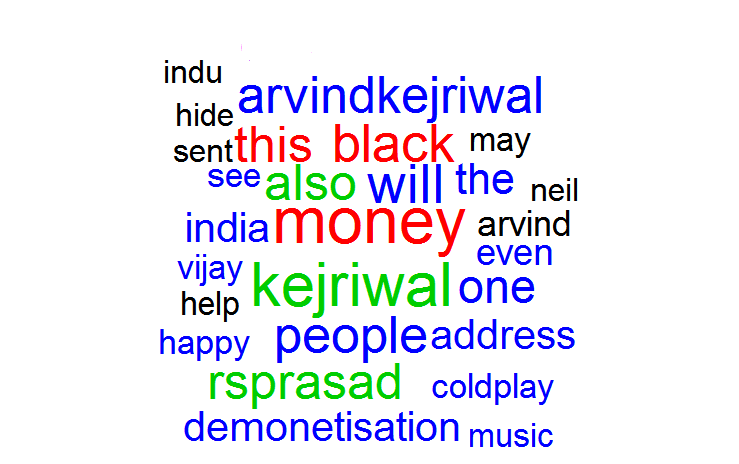 indu
arvindkejriwal
hide
sent this black may
see also will the neil
india money arvind
even
vijay kejriwal one
help
happy people address
rsprasad coldplay
demonetisation music